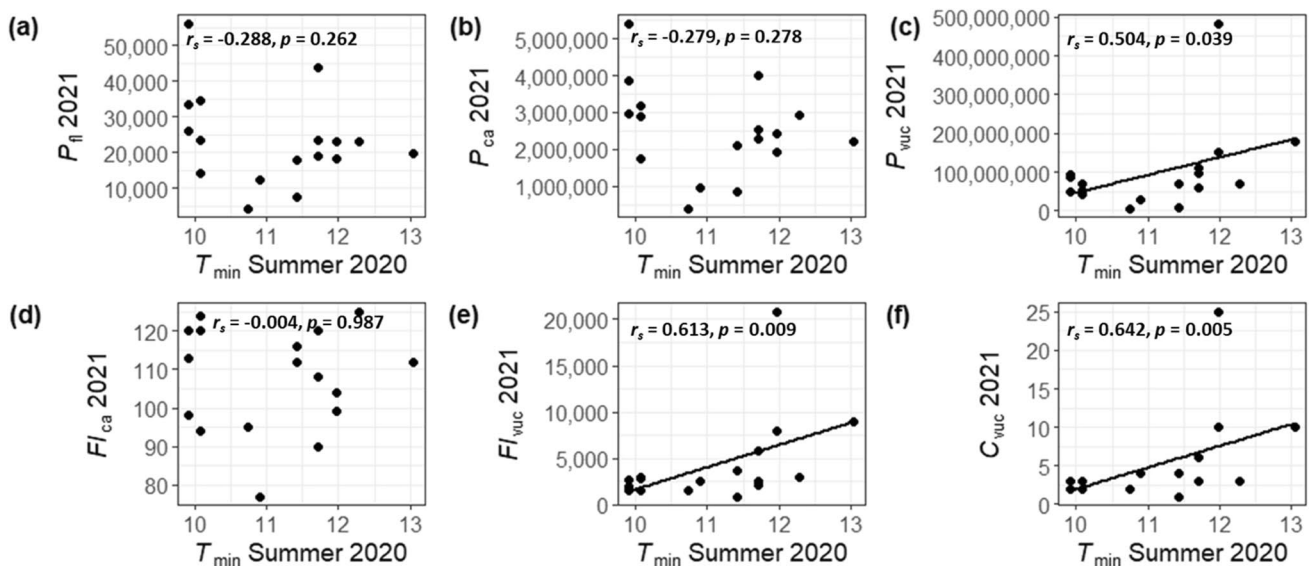 (a)
r_s = -0.288, p = 0.262
P_fl 2021
50,000
40,000
30,000
20,000
10,000
10 11 12 13
T_min Summer 2020
(b)
r_s = -0.279, p = 0.278
P_ca 2021
5,000,000
4,000,000
3,000,000
2,000,000
1,000,000
10 11 12 13
T_min Summer 2020
(c)
r_s = 0.504, p = 0.039
P_vuc 2021
500,000,000
400,000,000
300,000,000
200,000,000
100,000,000
0
10 11 12 13
T_min Summer 2020
(d)
r_s = -0.004, p = 0.987
Fl_ca 2021
120
110
100
90
80
10 11 12 13
T_min Summer 2020
(e)
r_s = 0.613, p = 0.009
Fl_vuc 2021
20,000
15,000
10,000
5,000
0
10 11 12 13
T_min Summer 2020
(f)
r_s = 0.642, p = 0.005
C_vuc 2021
25
20
15
10
5
0
10 11 12 13
T_min Summer 2020